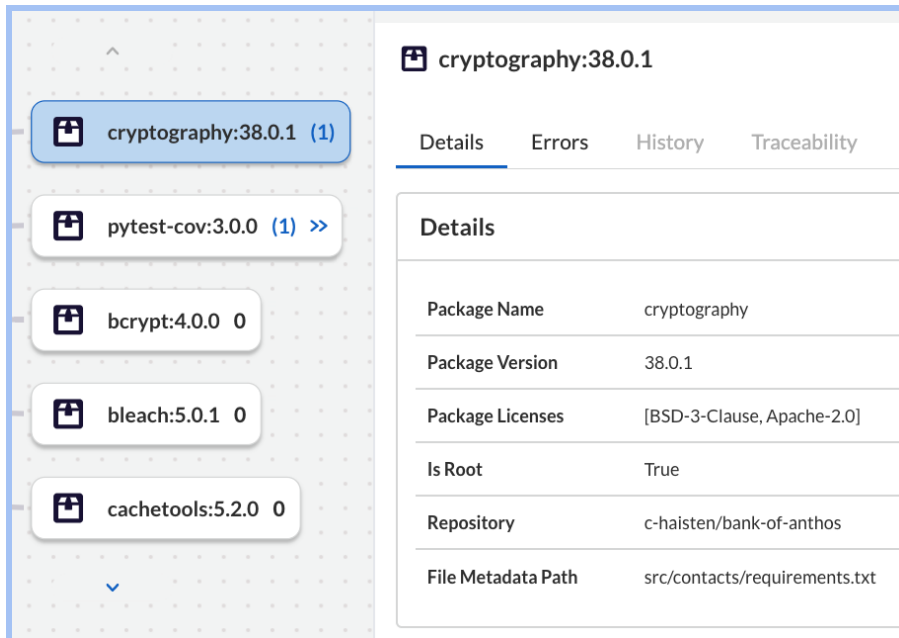 cryptography:38.0.1 (1)
pytest-cov:3.0.0 (1) >>
bcrypt:4.0.0 0
bleach:5.0.1 0
cachetools:5.2.0 0
cryptography:38.0.1
Details Errors History Traceability
Details
Package Name cryptography
Package Version 38.0.1
Package Licenses [BSD-3-Clause, Apache-2.0]
Is Root True
Repository c-haisten/bank-of-anthos
File Metadata Path src/contacts/requirements.txt